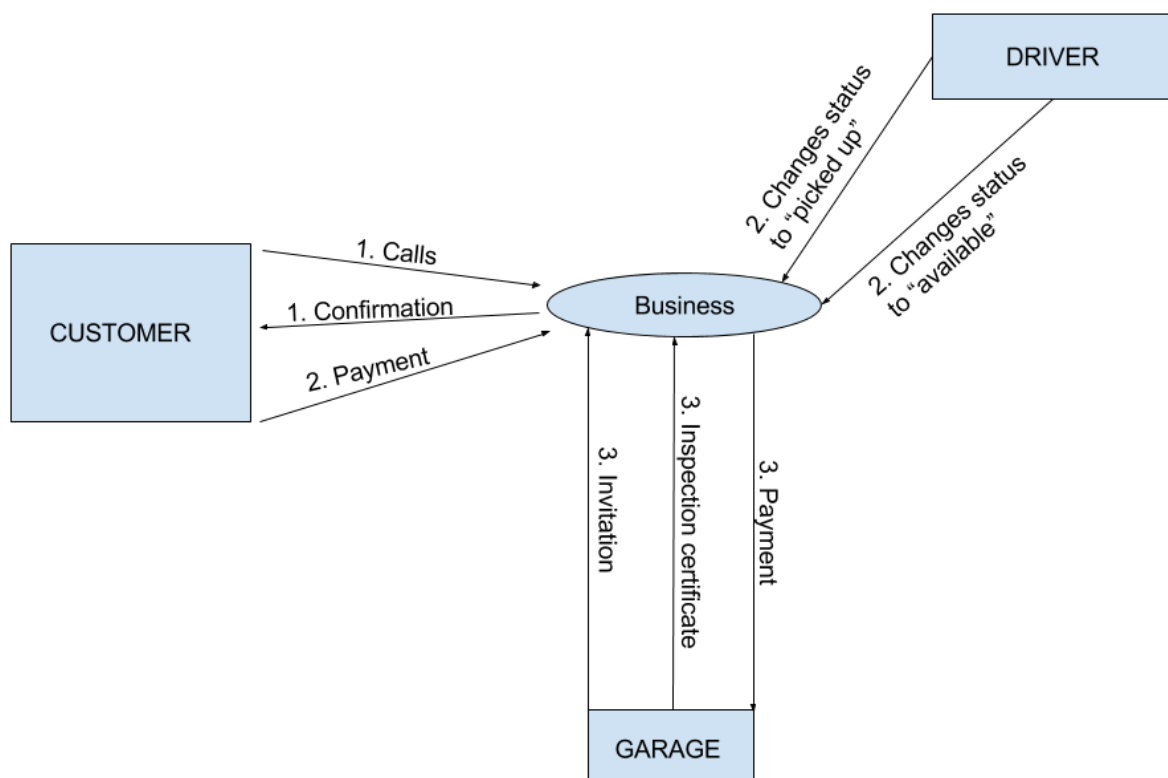 DRIVER
2. Changes status
to “picked up”
2. Changes status
to “available”
1. Calls
1. Confirmation
2. Payment
CUSTOMER
Business
3. Invitation
3. Inspection certificate
3. Payment
GARAGE